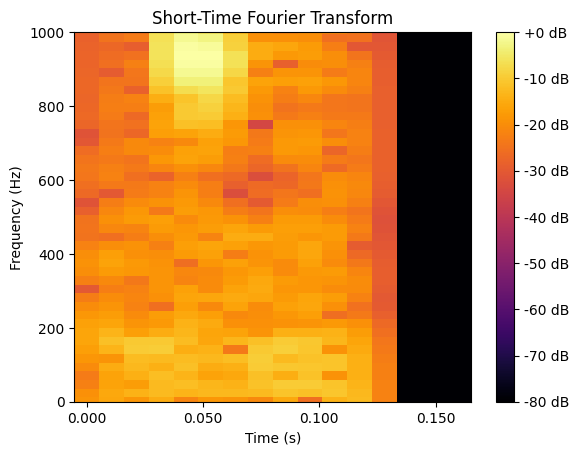 Short-Time Fourier Transform
1000
800
600
400
200
0
Frequency (Hz)
0.000
0.050
0.100
0.150
Time (s)
+0 dB
-10 dB
-20 dB
-30 dB
-40 dB
-50 dB
-60 dB
-70 dB
-80 dB